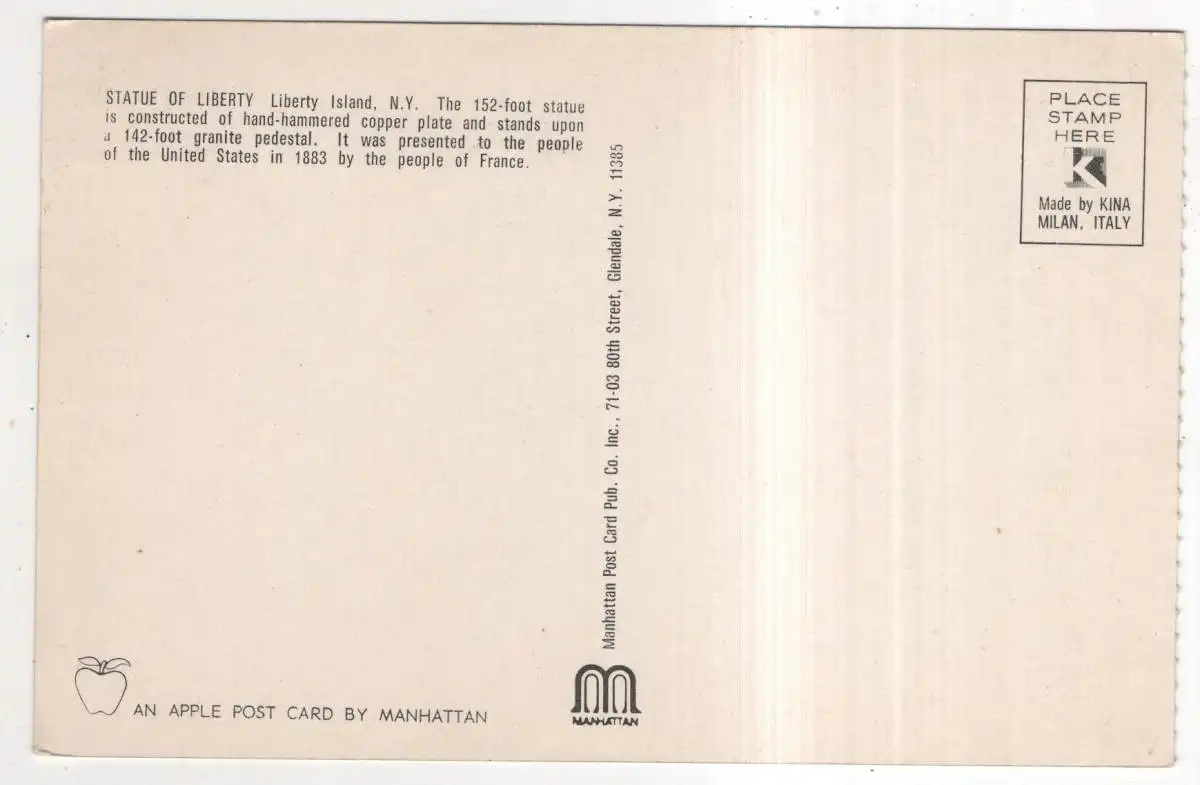 STATUE OF LIBERTY Liberty Island, N.Y. The 152-foot statue
is constructed of hand-hammered copper plate and stands upon
a 142-foot granite pedestal. It was presented to the people
of the United States in 1883 by the people of France.
Manhattan Post Card Pub. Co. Inc., 71-03 80th Street, Glendale, N.Y. 11385
PLACE
STAMP
HERE
K
Made by KINA
MILAN, ITALY
AN APPLE POST CARD BY MANHATTAN
MANHATTAN